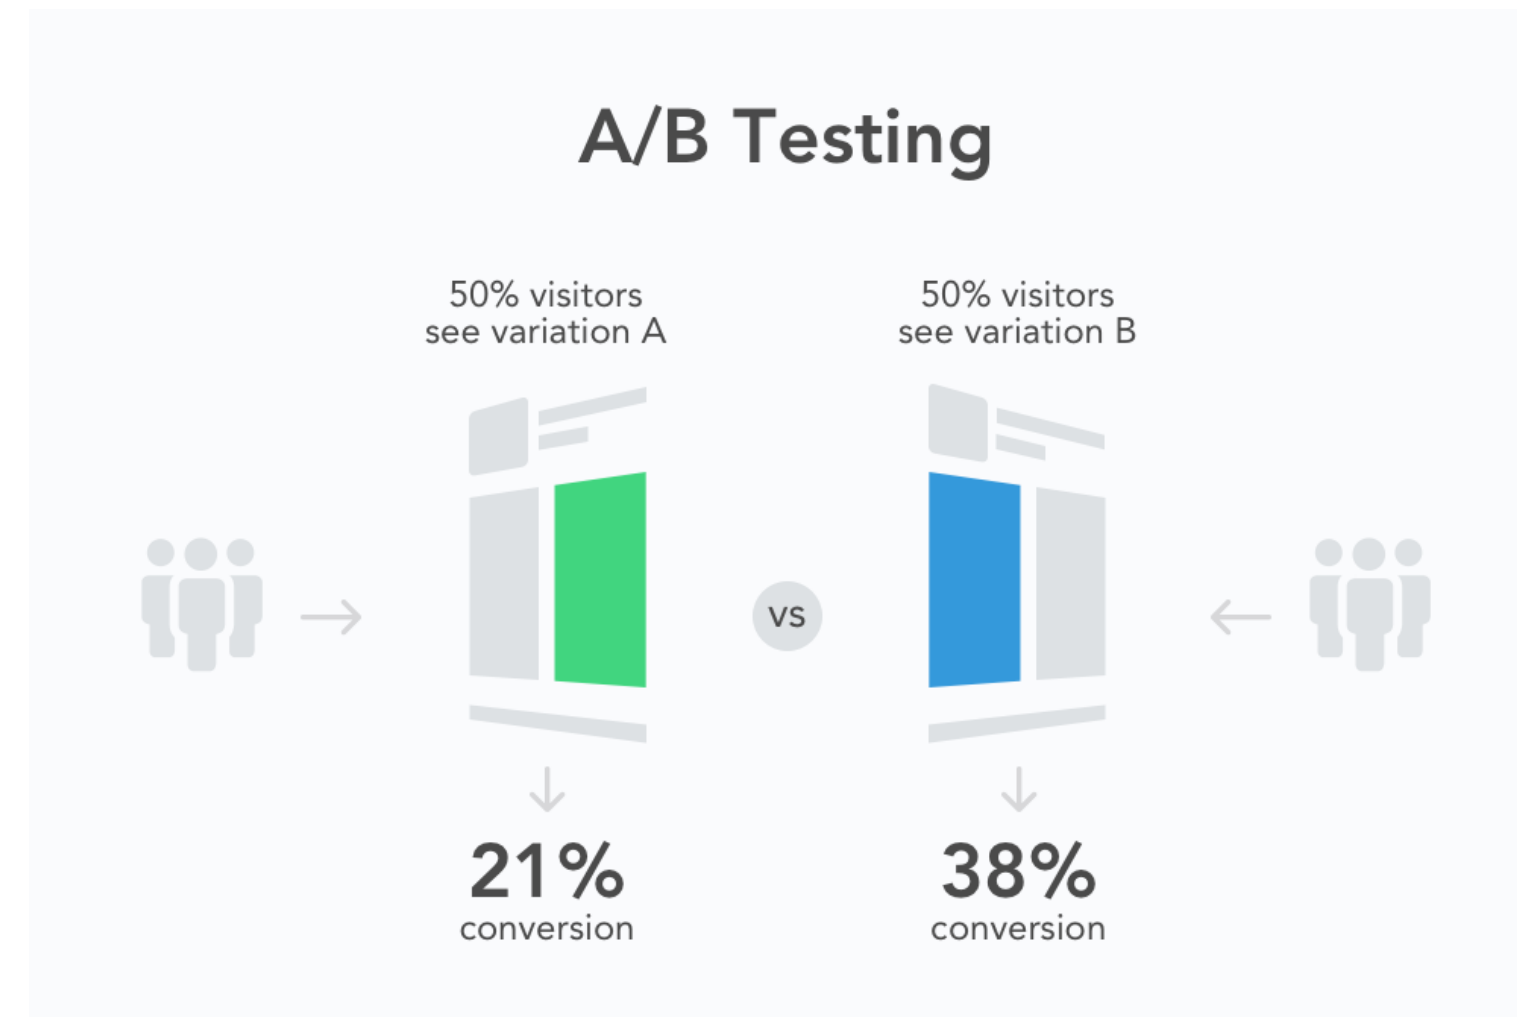 A/B Testing
50% visitors
see variation A
50% visitors
see variation B
vs
21%
conversion
38%
conversion